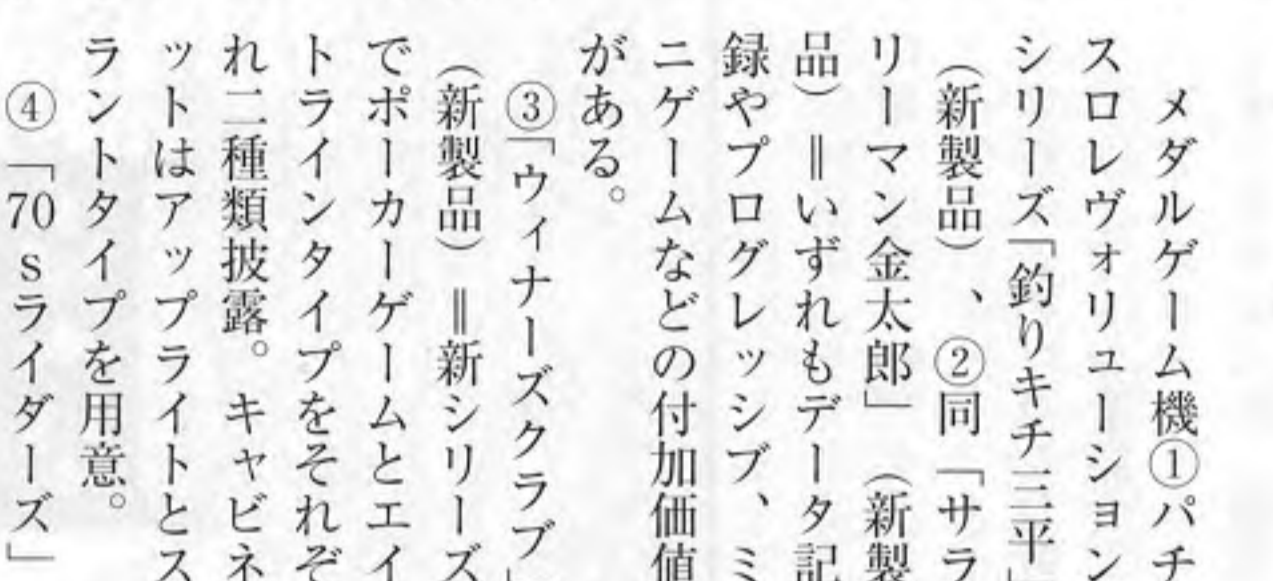 メダルゲーム機①パチ
スロレヴォリューション
シリーズ「釣りキチ三平」
（新製品）、②同「サラ
リーマン金太郎」（新製
品）＝いずれもデータ記
録やプログレッシブ、ミ
ニゲームなどの付加価値
がある。
③「ウィナーズクラブ」
（新製品）＝新シリーズ
でポーカーゲームとエイ
トラインタイプをそれぞ
れ二種類披露。キャビネ
ットはアップライトとス
ラントタイプを用意。
④「70sライダーズ」